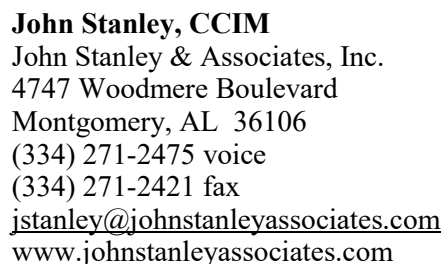 John Stanley, CCIM
John Stanley & Associates, Inc.
4747 Woodmere Boulevard
Montgomery, AL  36106
(334) 271-2475 voice
(334) 271-2421 fax
jstanley@johnstanleyassociates.com
www.johnstanleyassociates.com